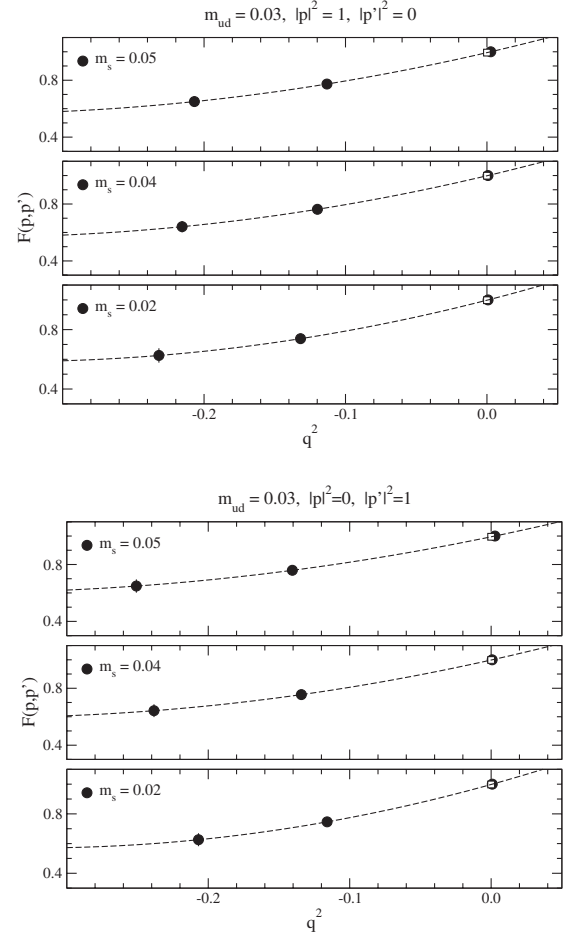 m_ud = 0.03, |p|² = 1, |p’|² = 0
m_s = 0.05
0.8
0.4
m_s = 0.04
0.8
0.4
F(p,p’)
m_s = 0.02
0.8
0.4
-0.2 -0.1 0.0
q²
m_ud = 0.03, |p|²=0, |p’|²=1
m_s = 0.05
0.8
0.4
m_s = 0.04
0.8
0.4
F(p,p’)
m_s = 0.02
0.8
0.4
-0.2 -0.1 0.0
q²